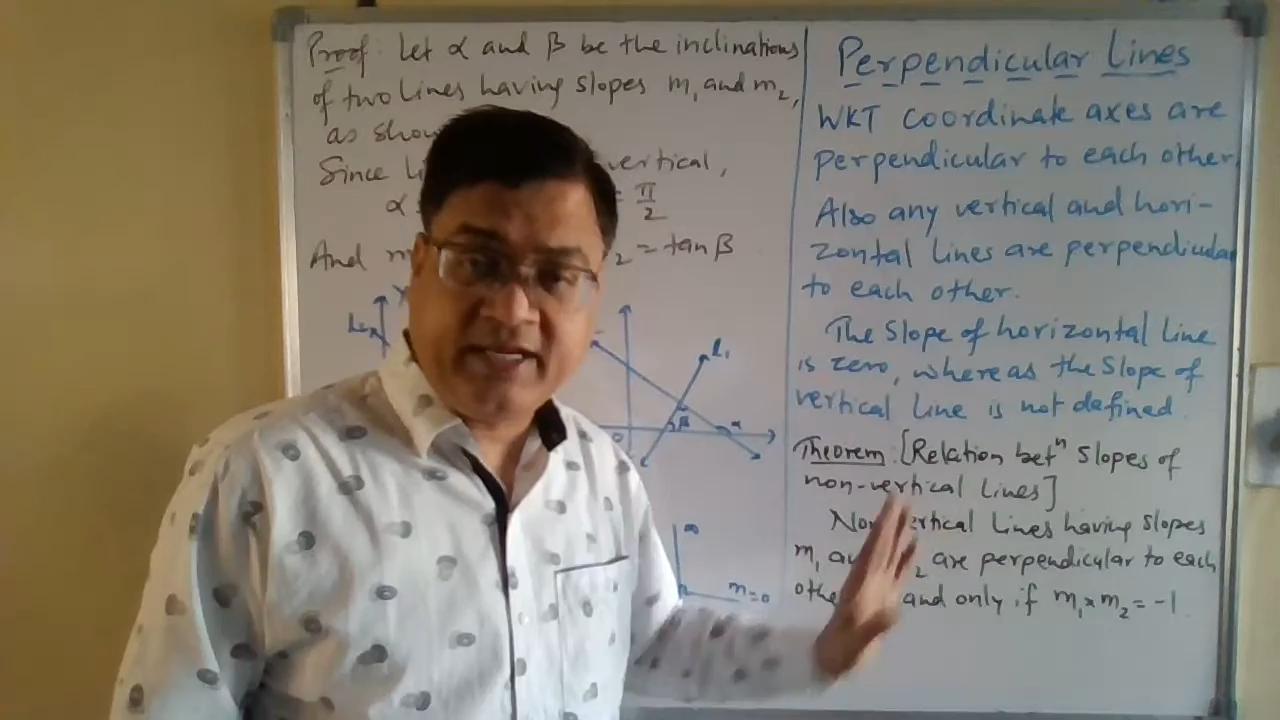 Proof: Let α and β be the inclinations
of two lines having slopes m₁ and m₂,
as
Since vertical,
α = π/2
And ₂ = tan β
L₁
β α
O
∞
m=0
Perpendicular Lines
WKT coordinate axes are
perpendicular to each other.
Also any vertical and hori-
zontal lines are perpendicular
to each other.
The slope of horizontal line
is zero, whereas the slope of
vertical line is not defined.
Theorem: [Relation betⁿ slopes of
non-vertical lines]
vertical lines having slopes
m₁ ₂ are perpendicular to each
and only if m₁ x m₂ = -1.